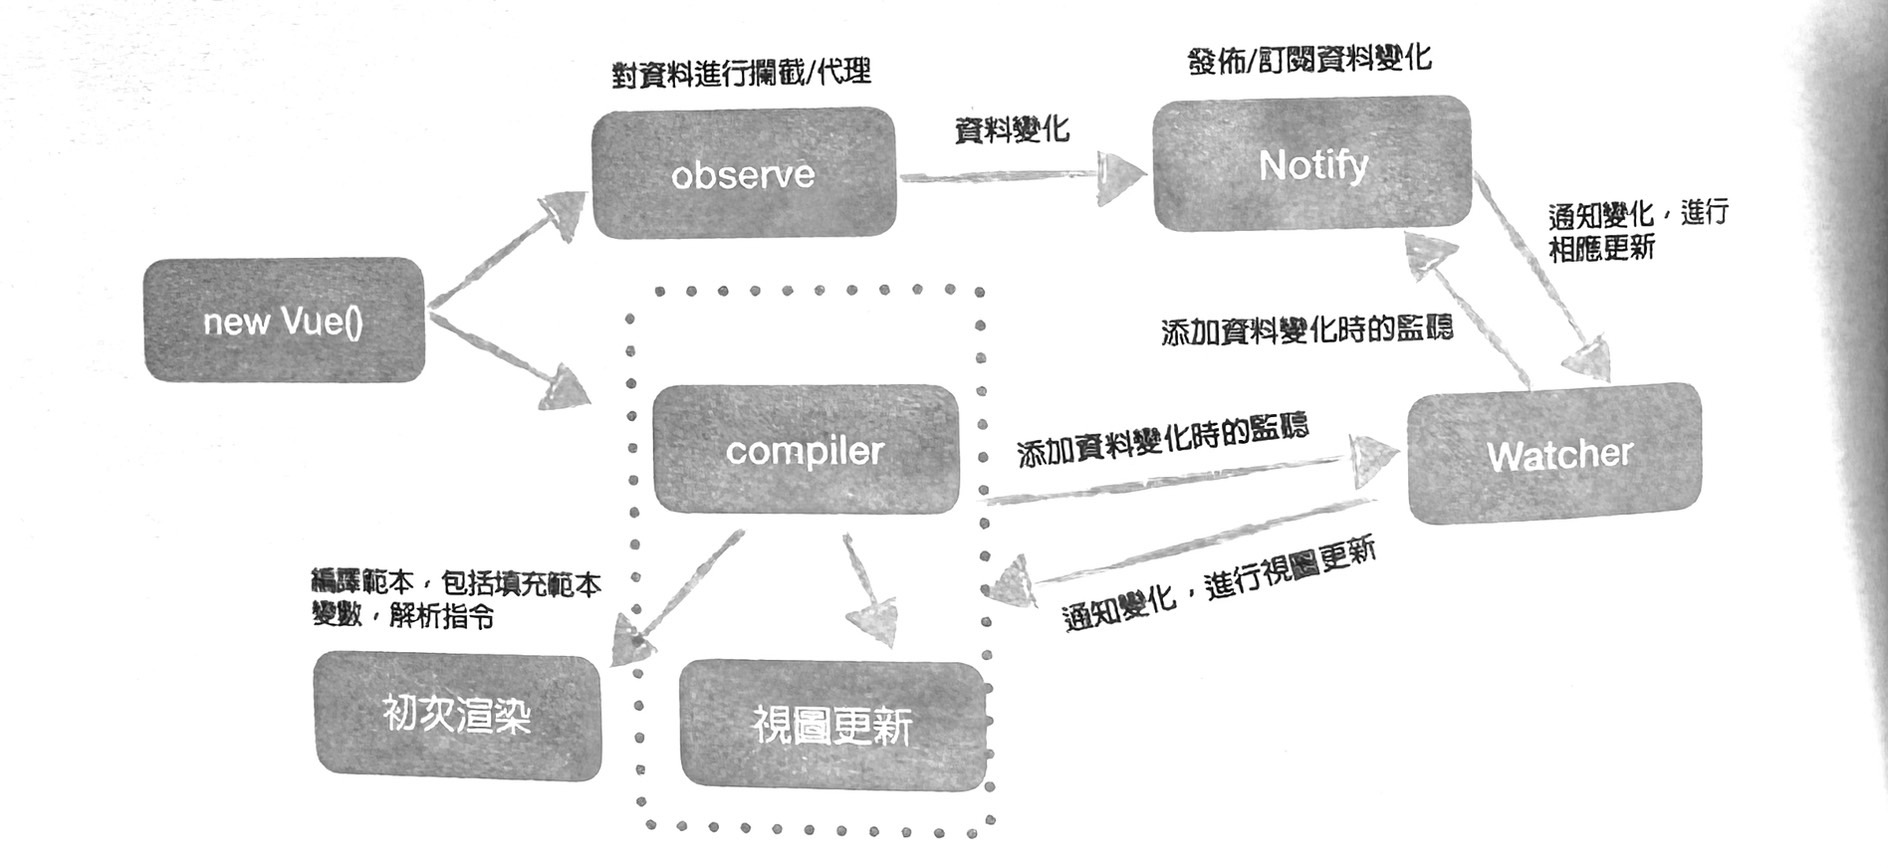 對資料進行攔截/代理
發佈/訂閱資料變化
observe
資料變化
Notify
通知變化，進行
相應更新
new Vue()
添加資料變化時的監聽
compiler
添加資料變化時的監聽
Watcher
通知變化，進行視圖更新
編譯範本，包括填充範本
變數，解析指令
初次渲染
視圖更新